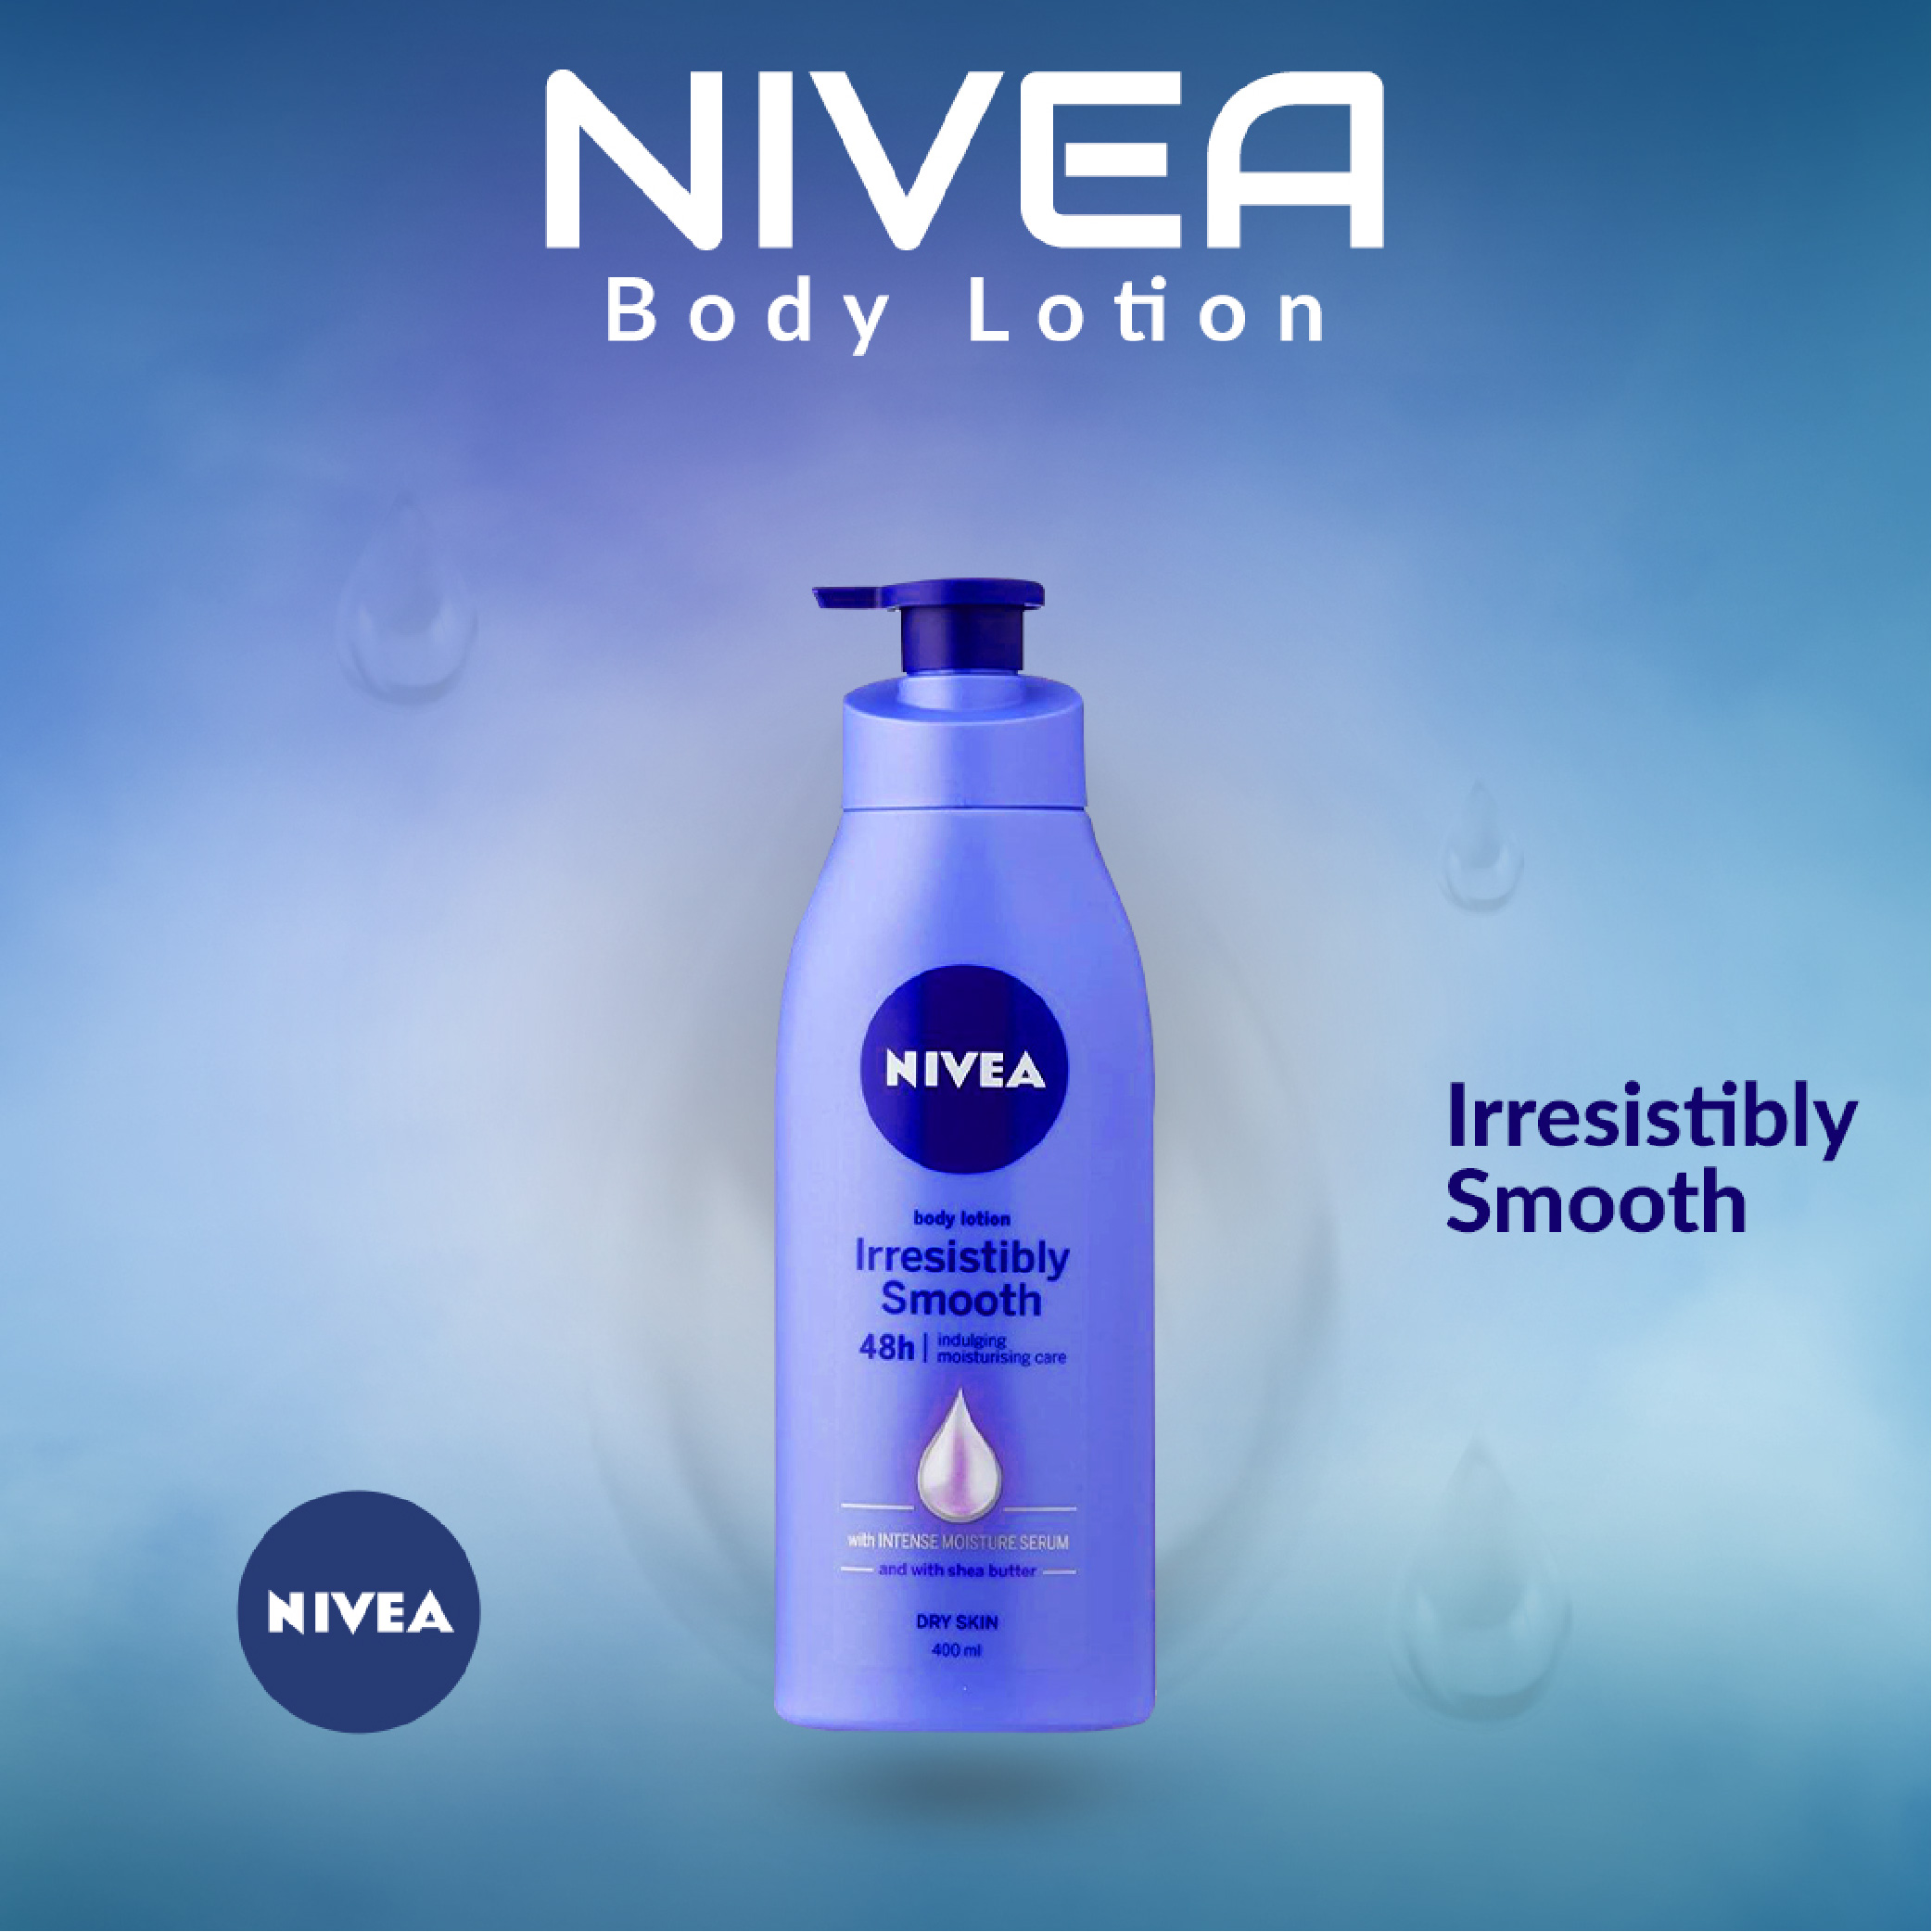 NIVEA
Body Lotion
NIVEA
body lotion
Irresistibly
Smooth
48h | indulging
moisturising care
with INTENSE MOISTURE SERUM
and with shea butter
DRY SKIN
400 ml
Irresistibly
Smooth
NIVEA